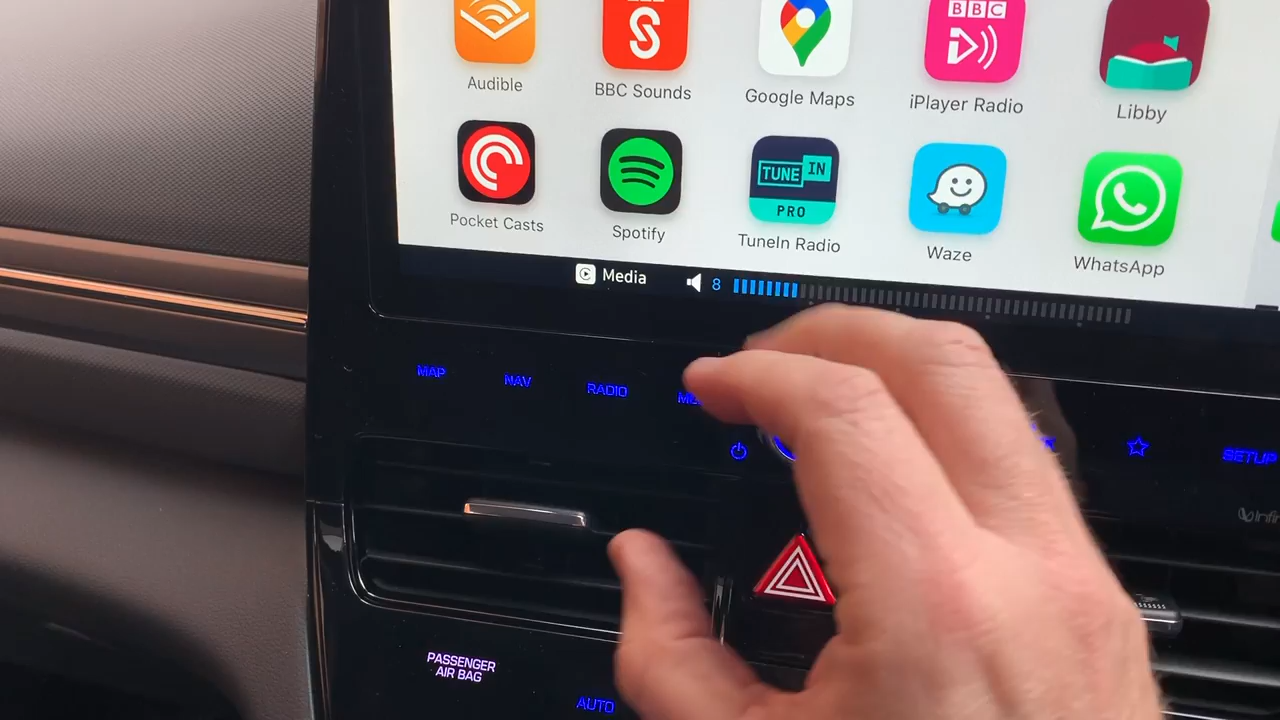 BBC
Audible
BBC Sounds
Google Maps
iPlayer Radio
Libby
TUNE IN
PRO
Pocket Casts
Spotify
TuneIn Radio
Waze
WhatsApp
Media
8
MAP
NAV
RADIO
SETUP
PASSENGER
AIR BAG
AUTO